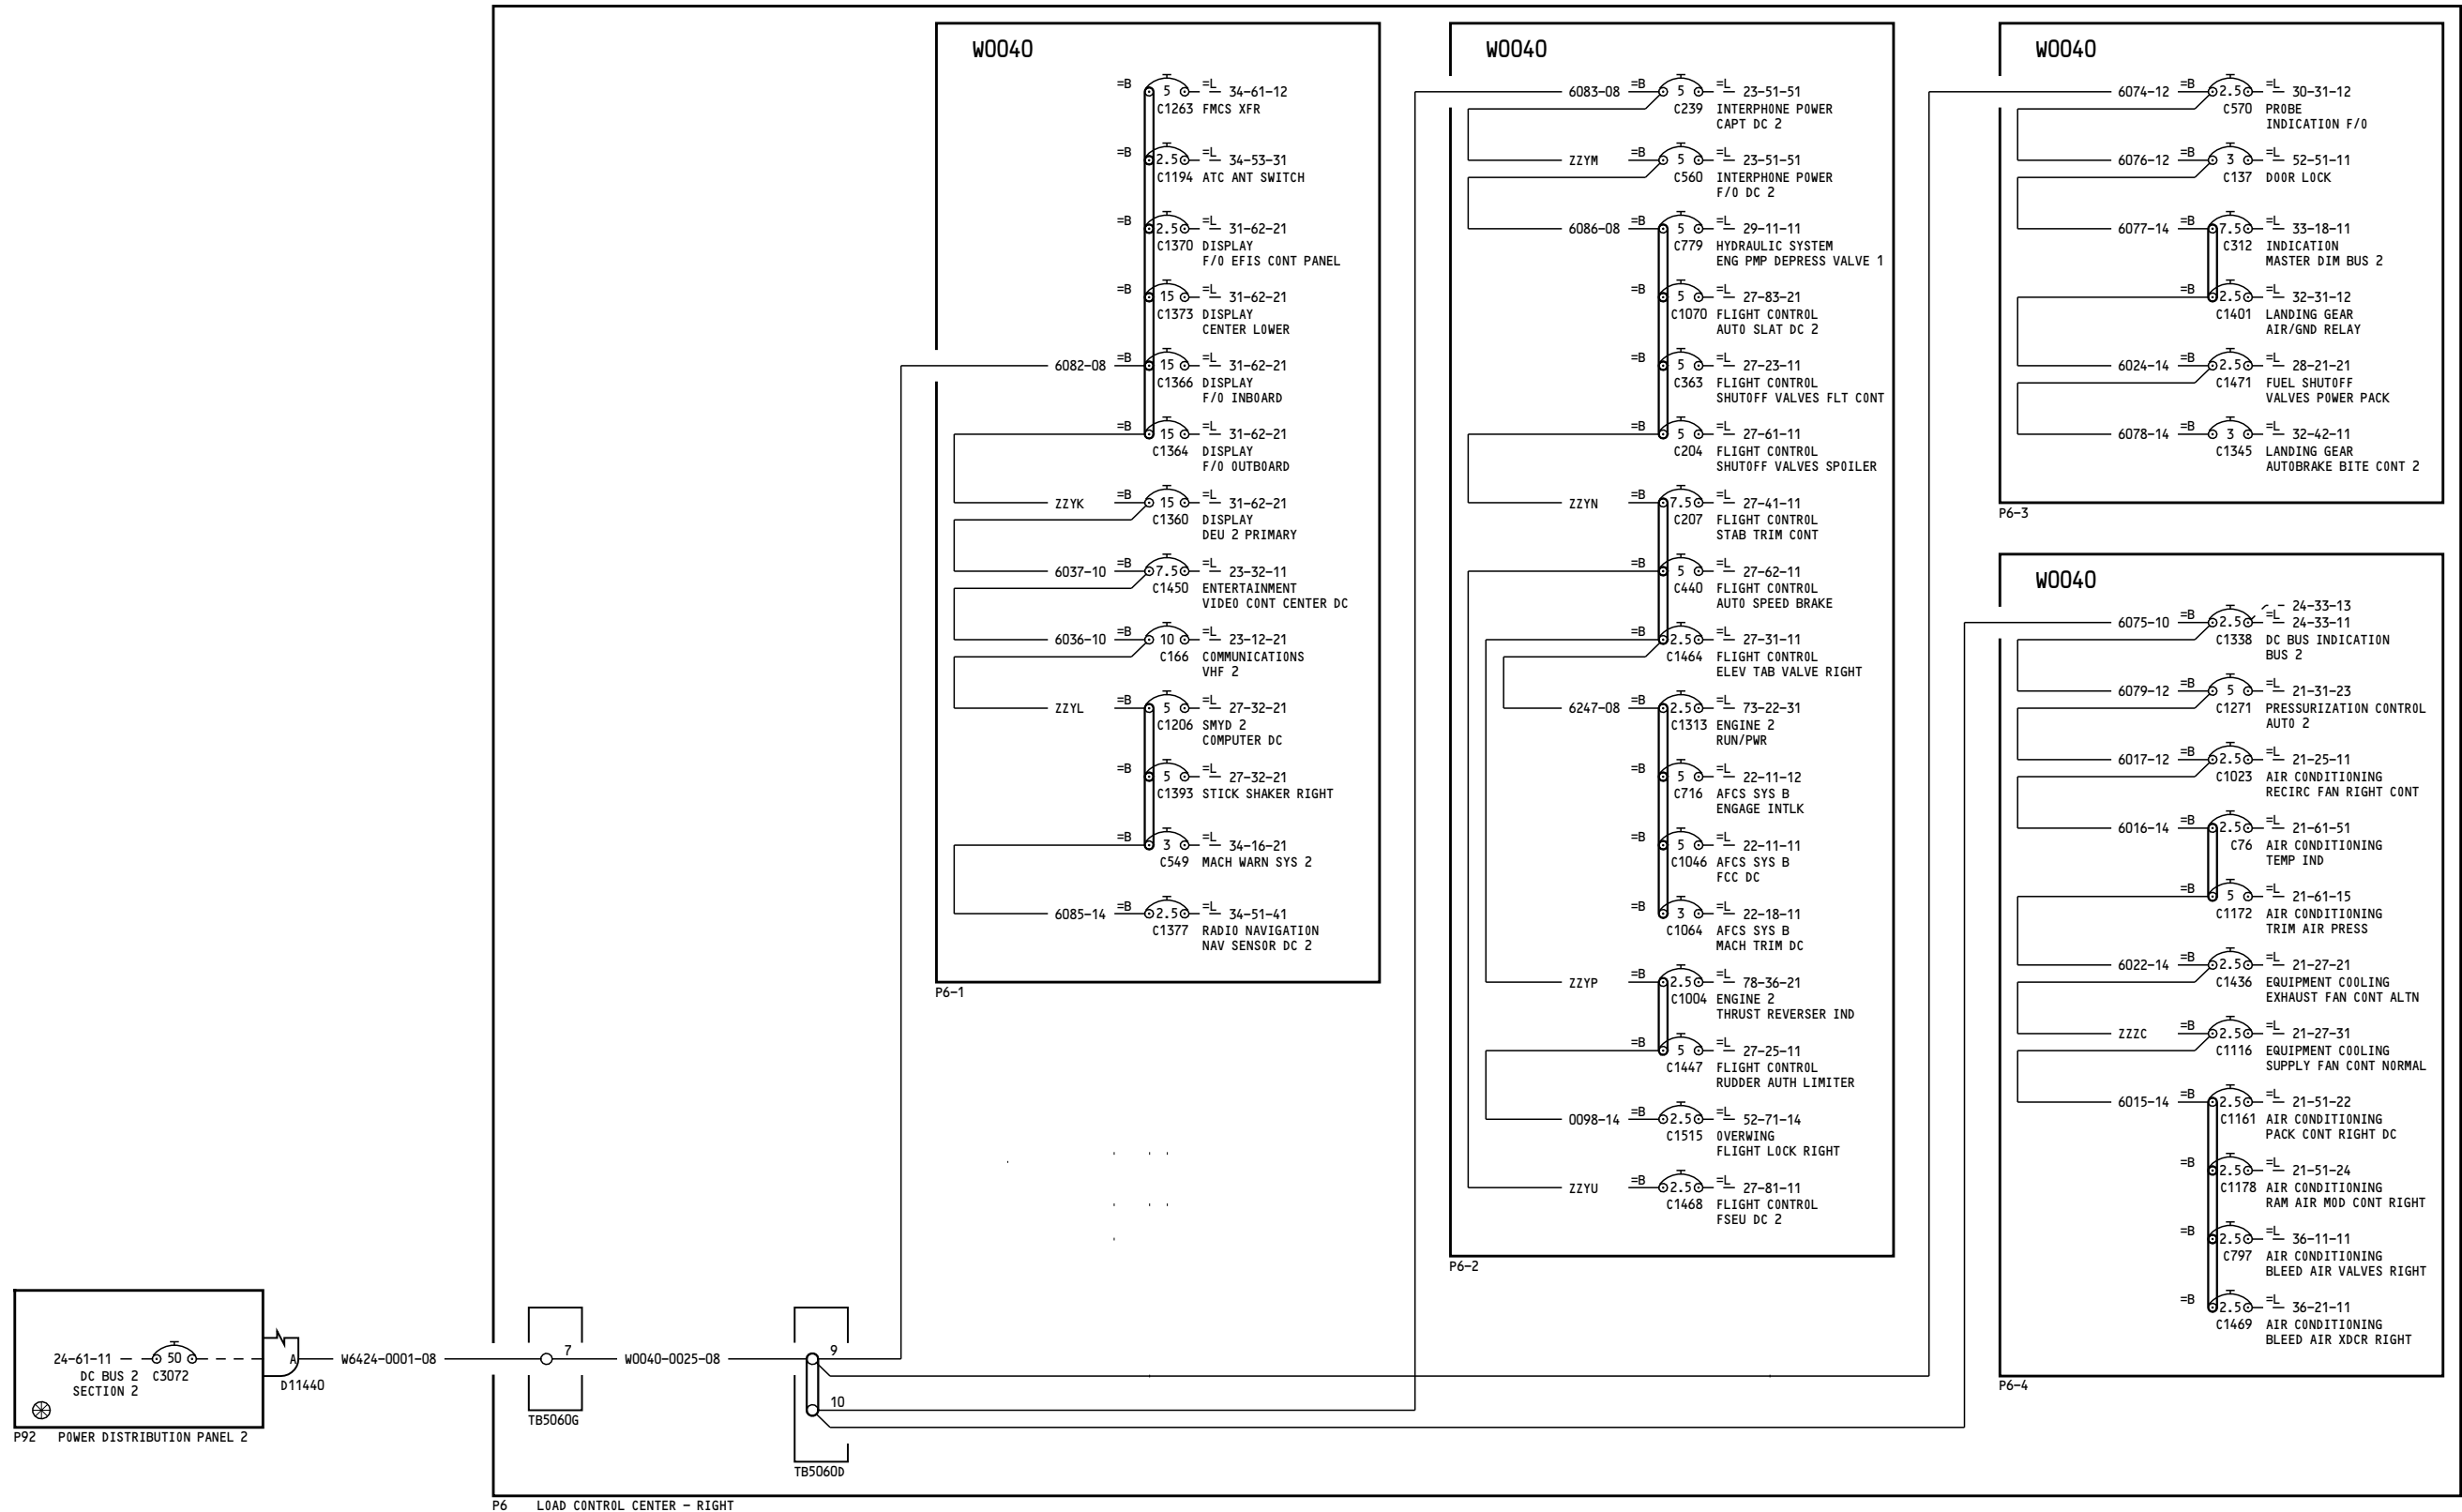 W0040
=B 5 =L 34-61-12
C1263 FMCS XFR
=B 2.5 =L 34-53-31
C1194 ATC ANT SWITCH
=B 2.5 =L 31-62-21
C1370 DISPLAY
F/O EFIS CONT PANEL
=B 15 =L 31-62-21
C1373 DISPLAY
CENTER LOWER
6082-08 =B 15 =L 31-62-21
C1366 DISPLAY
F/O INBOARD
=B 15 =L 31-62-21
C1364 DISPLAY
F/O OUTBOARD
ZZYK =B 15 =L 31-62-21
C1360 DISPLAY
DEU 2 PRIMARY
6037-10 =B 7.5 =L 23-32-11
C1450 ENTERTAINMENT
VIDEO CONT CENTER DC
6036-10 =B 10 =L 23-12-21
C166 COMMUNICATIONS
VHF 2
ZZYL =B 5 =L 27-32-21
C1206 SMYD 2
COMPUTER DC
=B 5 =L 27-32-21
C1393 STICK SHAKER RIGHT
=B 3 =L 34-16-21
C549 MACH WARN SYS 2
6085-14 =B 2.5 =L 34-51-41
C1377 RADIO NAVIGATION
NAV SENSOR DC 2
P6-1
W0040
6083-08 =B 5 =L 23-51-51
C239 INTERPHONE POWER
CAPT DC 2
ZZYM =B 5 =L 23-51-51
C560 INTERPHONE POWER
F/O DC 2
6086-08 =B 5 =L 29-11-11
C779 HYDRAULIC SYSTEM
ENG PMP DEPRESS VALVE 1
=B 5 =L 27-83-21
C1070 FLIGHT CONTROL
AUTO SLAT DC 2
=B 5 =L 27-23-11
C363 FLIGHT CONTROL
SHUTOFF VALVES FLT CONT
=B 5 =L 27-61-11
C204 FLIGHT CONTROL
SHUTOFF VALVES SPOILER
ZZYN =B 7.5 =L 27-41-11
C207 FLIGHT CONTROL
STAB TRIM CONT
=B 5 =L 27-62-11
C440 FLIGHT CONTROL
AUTO SPEED BRAKE
=B 2.5 =L 27-31-11
C1464 FLIGHT CONTROL
ELEV TAB VALVE RIGHT
6247-08 =B 2.5 =L 73-22-31
C1313 ENGINE 2
RUN/PWR
=B 5 =L 22-11-12
C716 AFCS SYS B
ENGAGE INTLK
=B 5 =L 22-11-11
C1046 AFCS SYS B
FCC DC
=B 3 =L 22-18-11
C1064 AFCS SYS B
MACH TRIM DC
ZZYP =B 2.5 =L 78-36-21
C1004 ENGINE 2
THRUST REVERSER IND
=B 5 =L 27-25-11
C1447 FLIGHT CONTROL
RUDDER AUTH LIMITER
0098-14 =B 2.5 =L 52-71-14
C1515 OVERWING
FLIGHT LOCK RIGHT
ZZYU =B 2.5 =L 27-81-11
C1468 FLIGHT CONTROL
FSEU DC 2
P6-2
W0040
6074-12 =B 2.5 =L 30-31-12
C570 PROBE
INDICATION F/O
6076-12 =B 3 =L 52-51-11
C137 DOOR LOCK
6077-14 =B 7.5 =L 33-18-11
C312 INDICATION
MASTER DIM BUS 2
=B 2.5 =L 32-31-12
C1401 LANDING GEAR
AIR/GND RELAY
6024-14 =B 2.5 =L 28-21-21
C1471 FUEL SHUTOFF
VALVES POWER PACK
6078-14 =B 3 =L 32-42-11
C1345 LANDING GEAR
AUTOBRAKE BITE CONT 2
P6-3
W0040
24-33-13
6075-10 =B 2.5 =L 24-33-11
C1338 DC BUS INDICATION
BUS 2
6079-12 =B 5 =L 21-31-23
C1271 PRESSURIZATION CONTROL
AUTO 2
6017-12 =B 2.5 =L 21-25-11
C1023 AIR CONDITIONING
RECIRC FAN RIGHT CONT
6016-14 =B 2.5 =L 21-61-51
C76 AIR CONDITIONING
TEMP IND
=B 5 =L 21-61-15
C1172 AIR CONDITIONING
TRIM AIR PRESS
6022-14 =B 2.5 =L 21-27-21
C1436 EQUIPMENT COOLING
EXHAUST FAN CONT ALTN
ZZZC =B 2.5 =L 21-27-31
C1116 EQUIPMENT COOLING
SUPPLY FAN CONT NORMAL
6015-14 =B 2.5 =L 21-51-22
C1161 AIR CONDITIONING
PACK CONT RIGHT DC
=B 2.5 =L 21-51-24
C1178 AIR CONDITIONING
RAM AIR MOD CONT RIGHT
=B 2.5 =L 36-11-11
C797 AIR CONDITIONING
BLEED AIR VALVES RIGHT
=B 2.5 =L 36-21-11
C1469 AIR CONDITIONING
BLEED AIR XDCR RIGHT
P6-4
24-61-11 50 A W6424-0001-08 7 W0040-0025-08 9
DC BUS 2 C3072
SECTION 2
D11440
10
TB5060G
P92 POWER DISTRIBUTION PANEL 2
TB5060D
P6 LOAD CONTROL CENTER - RIGHT